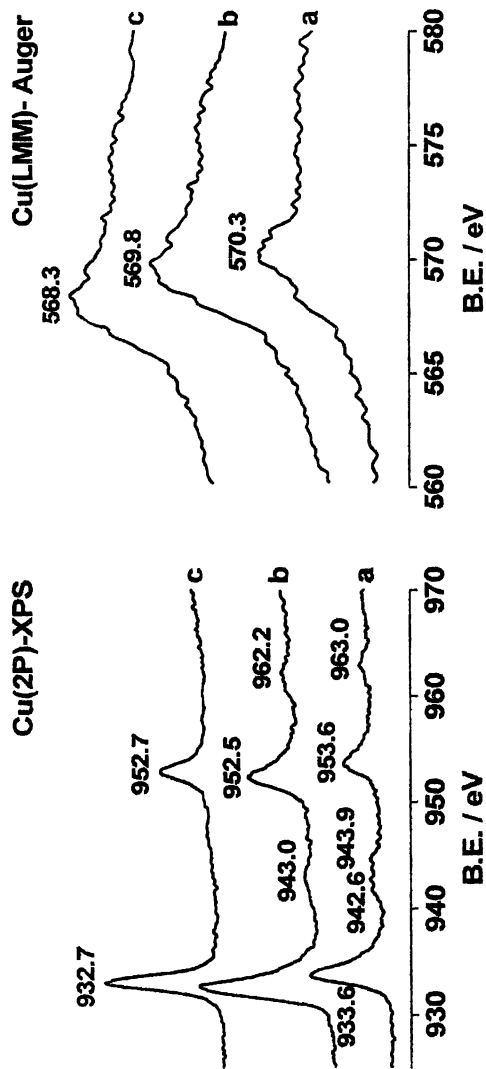 Cu(2P)-XPS
932.7
952.7
c
943.0
952.5
962.2
b
933.6
942.6
943.9
953.6
963.0
a
930 940 950 960 970
B.E. / eV
Cu(LMM)- Auger
568.3
c
569.8
b
570.3
a
560 565 570 575 580
B.E. / eV